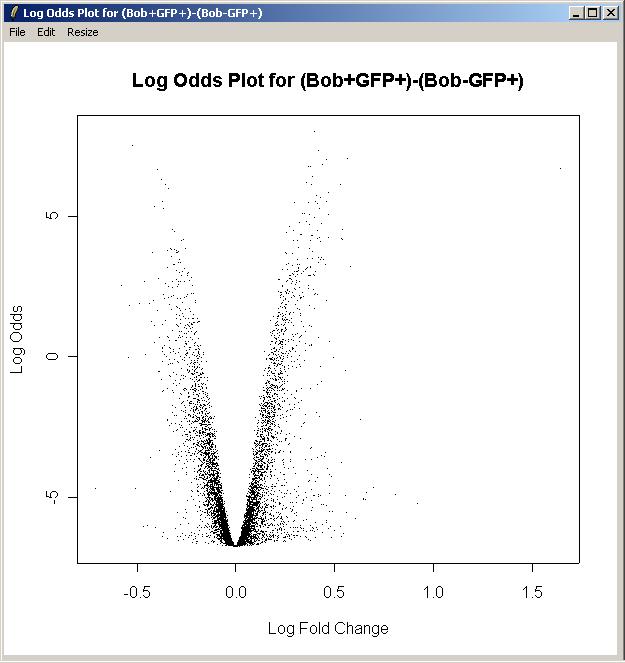 Log Odds Plot for (Bob+GFP+)-(Bob-GFP+)
File Edit Resize
Log Odds Plot for (Bob+GFP+)-(Bob-GFP+)
5
0
-5
Log Odds
-0.5 0.0 0.5 1.0 1.5
Log Fold Change